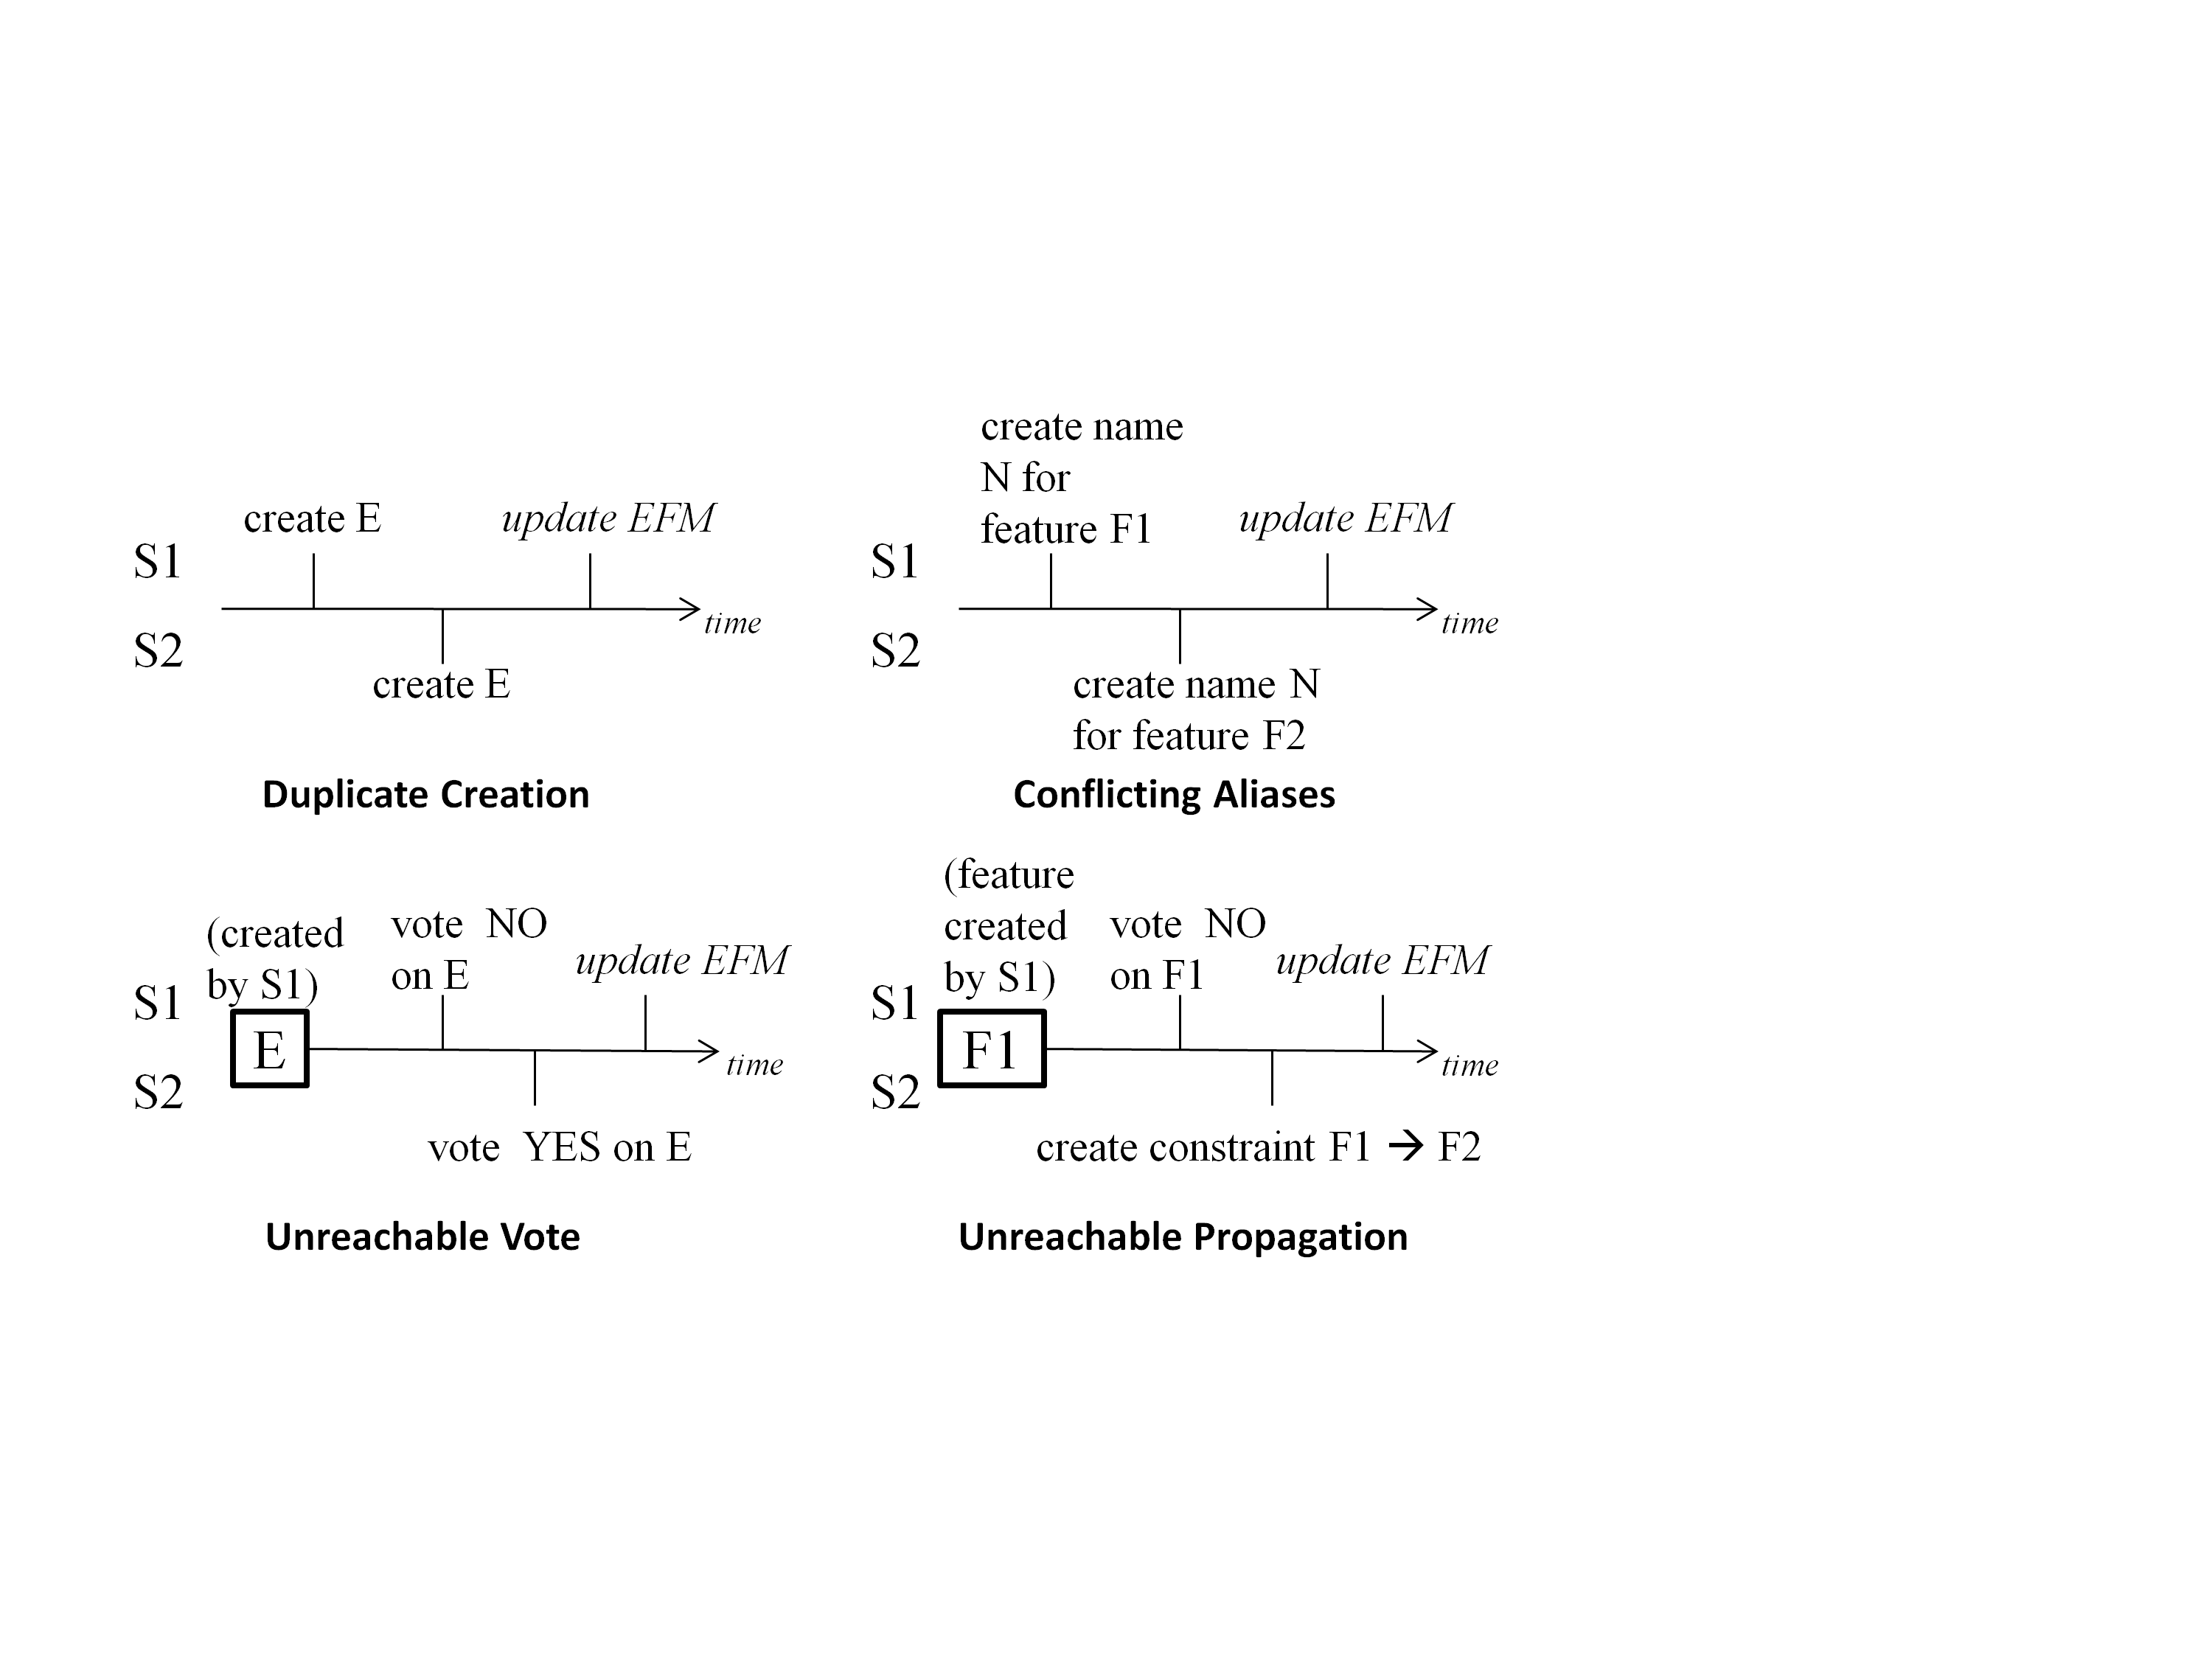 create E
update EFM
S1
time
S2
create E
Duplicate Creation
create name
N for
feature F1
update EFM
S1
time
S2
create name N
for feature F2
Conflicting Aliases
(created
by S1)
vote NO
on E
update EFM
S1
E
time
S2
vote YES on E
Unreachable Vote
(feature
created
by S1)
vote NO
on F1
update EFM
S1
F1
time
S2
create constraint F1 → F2
Unreachable Propagation